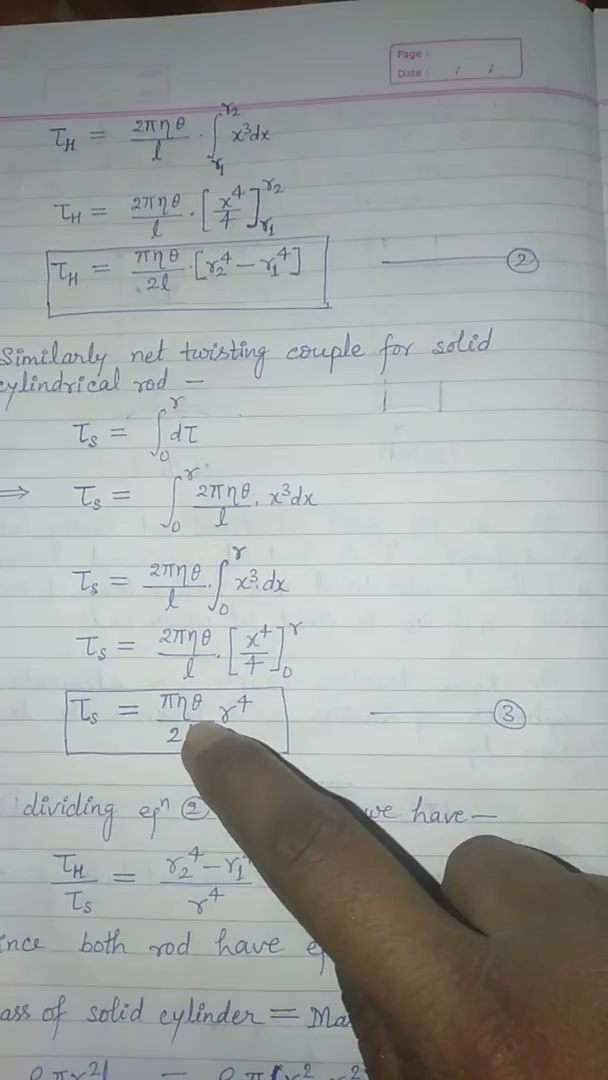 Page :
Date : / /
τH = 2πηθ/l · ∫r1^r2 x³dx
τH = 2πηθ/l · [x⁴/4]r1^r2
τH = πηθ/2l · [r2⁴ – r1⁴] ——— ②
Similarly net twisting couple for solid
cylindrical rod –
τs = ∫0^r dτ
⇒ τs = ∫0^r 2πηθ/l · x³dx
τs = 2πηθ/l · ∫0^r x³·dx
τs = 2πηθ/l · [x⁴/4]0^r
τs = πηθ/2 r⁴ ——— ③
dividing eqⁿ ② we have –
τH/τs = r2⁴ – r1/r⁴
ince both rod have
ass of solid cylinder = Ma